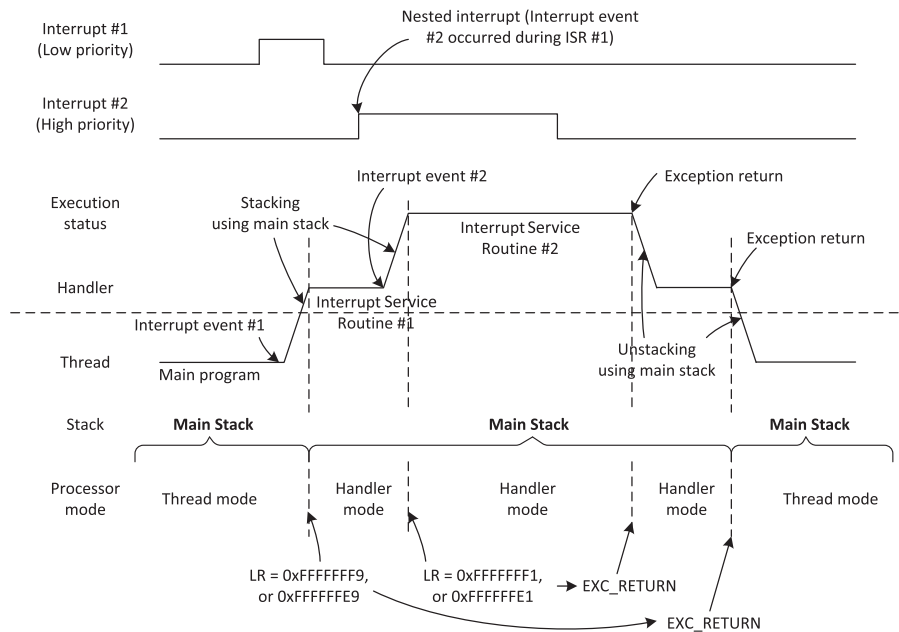 Interrupt #1
(Low priority)
Nested interrupt (Interrupt event
#2 occurred during ISR #1)
Interrupt #2
(High priority)
Interrupt event #2
Exception return
Execution
status
Stacking
using main stack
Interrupt Service
Routine #2
Exception return
Handler
Interrupt Service
Routine #1
Interrupt event #1
Thread
Main program
Unstacking
using main stack
Stack
Main Stack
Main Stack
Main Stack
Processor
mode
Thread mode
Handler
mode
Handler
mode
Handler
mode
Thread mode
LR = 0xFFFFFFF9,
or 0xFFFFFFE9
LR = 0xFFFFFFF1,
or 0xFFFFFFE1
EXC_RETURN
EXC_RETURN